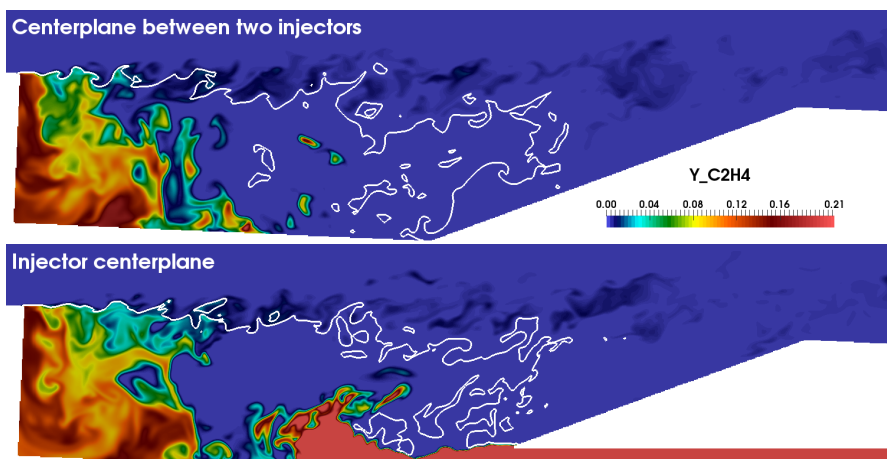 Centerplane between two injectors
Y_C2H4
0.00 0.04 0.08 0.12 0.16 0.21
Injector centerplane